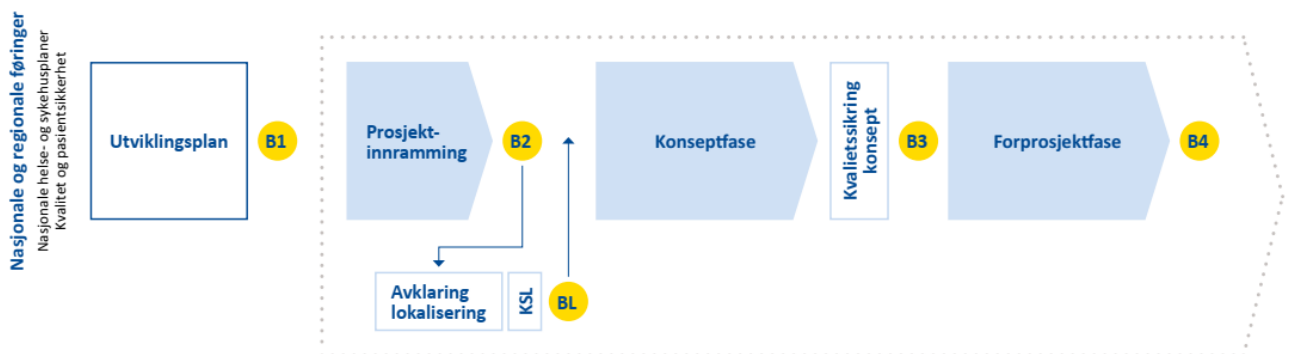 Nasjonale og regionale føringer
Nasjonale helse- og sykehusplaner
Kvalitet og pasientsikkerhet
Utviklingsplan
B1
Prosjekt-
innramming
B2
Konseptfase
Kvalietssikring
konsept
B3
Forprosjektfase
B4
Avklaring
lokalisering
KSL
BL